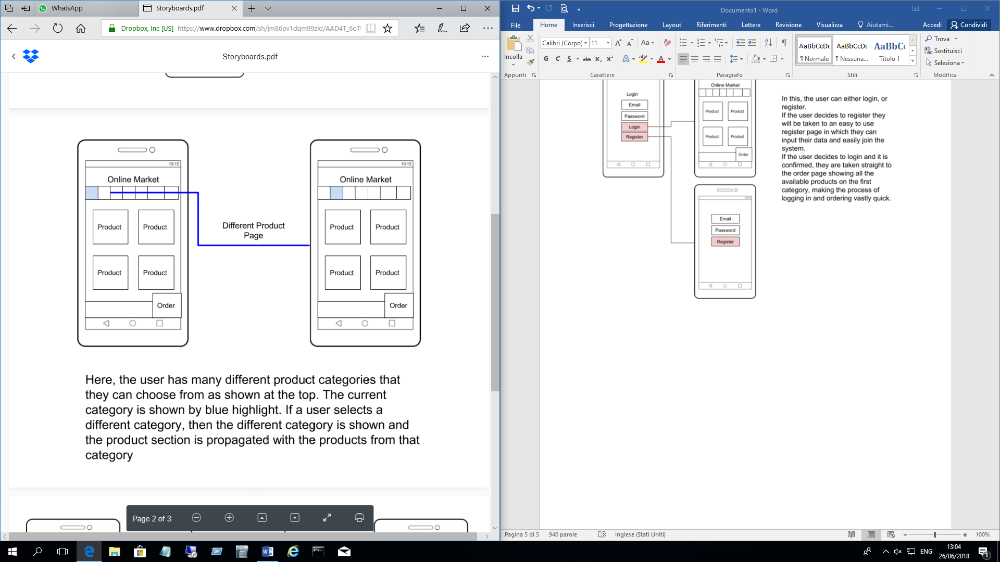 WhatsApp
Storyboards.pdf
Dropbox, Inc [US]
https://www.dropbox.com/sh/jm86pv1dqm99zld/AAD4T_6oT
Storyboards.pdf
10:15
Online Market
Product
Product
Product
Product
Order
Different Product
Page
10:15
Online Market
Product
Product
Product
Product
Order
Here, the user has many different product categories that
they can choose from as shown at the top. The current
category is shown by blue highlight. If a user selects a
different category, then the different category is shown and
the product section is propagated with the products from that
category
Page 2 of 3
Documento1 - Word
File
Home
Inserisci
Progettazione
Layout
Riferimenti
Lettere
Revisione
Visualizza
Aiutami...
Accedi
Condividi
Incolla
Appunti
Calibri (Corpo)
11
Aa
G C S abc x₂ x²
Carattere
Paragrafo
AaBbCcDc
¶ Normale
AaBbCcDc
¶ Nessuna...
AaBbC
Titolo 1
Stili
Trova
Sostituisci
Seleziona
Modifica
Login
Email
Password
Login
Register
Online Market
Product
Product
Product
Product
Order
In this, the user can either login, or
register.
If the user decides to register they
will be taken to an easy to use
register page in which they can
input their data and easily join the
system.
If the user decides to login and it is
confirmed, they are taken straight to
the order page showing all the
available products on the first
category, making the process of
logging in and ordering vastly quick.
Email
Password
Register
Pagina 5 di 5
940 parole
Inglese (Stati Uniti)
100%
ENG
13:04
26/06/2018
1